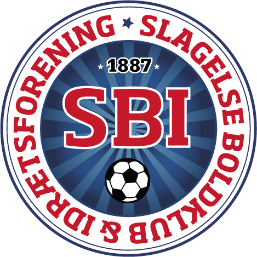 SLAGELSE BOLDKLUB & IDRÆTSFORENING
1887
SBI